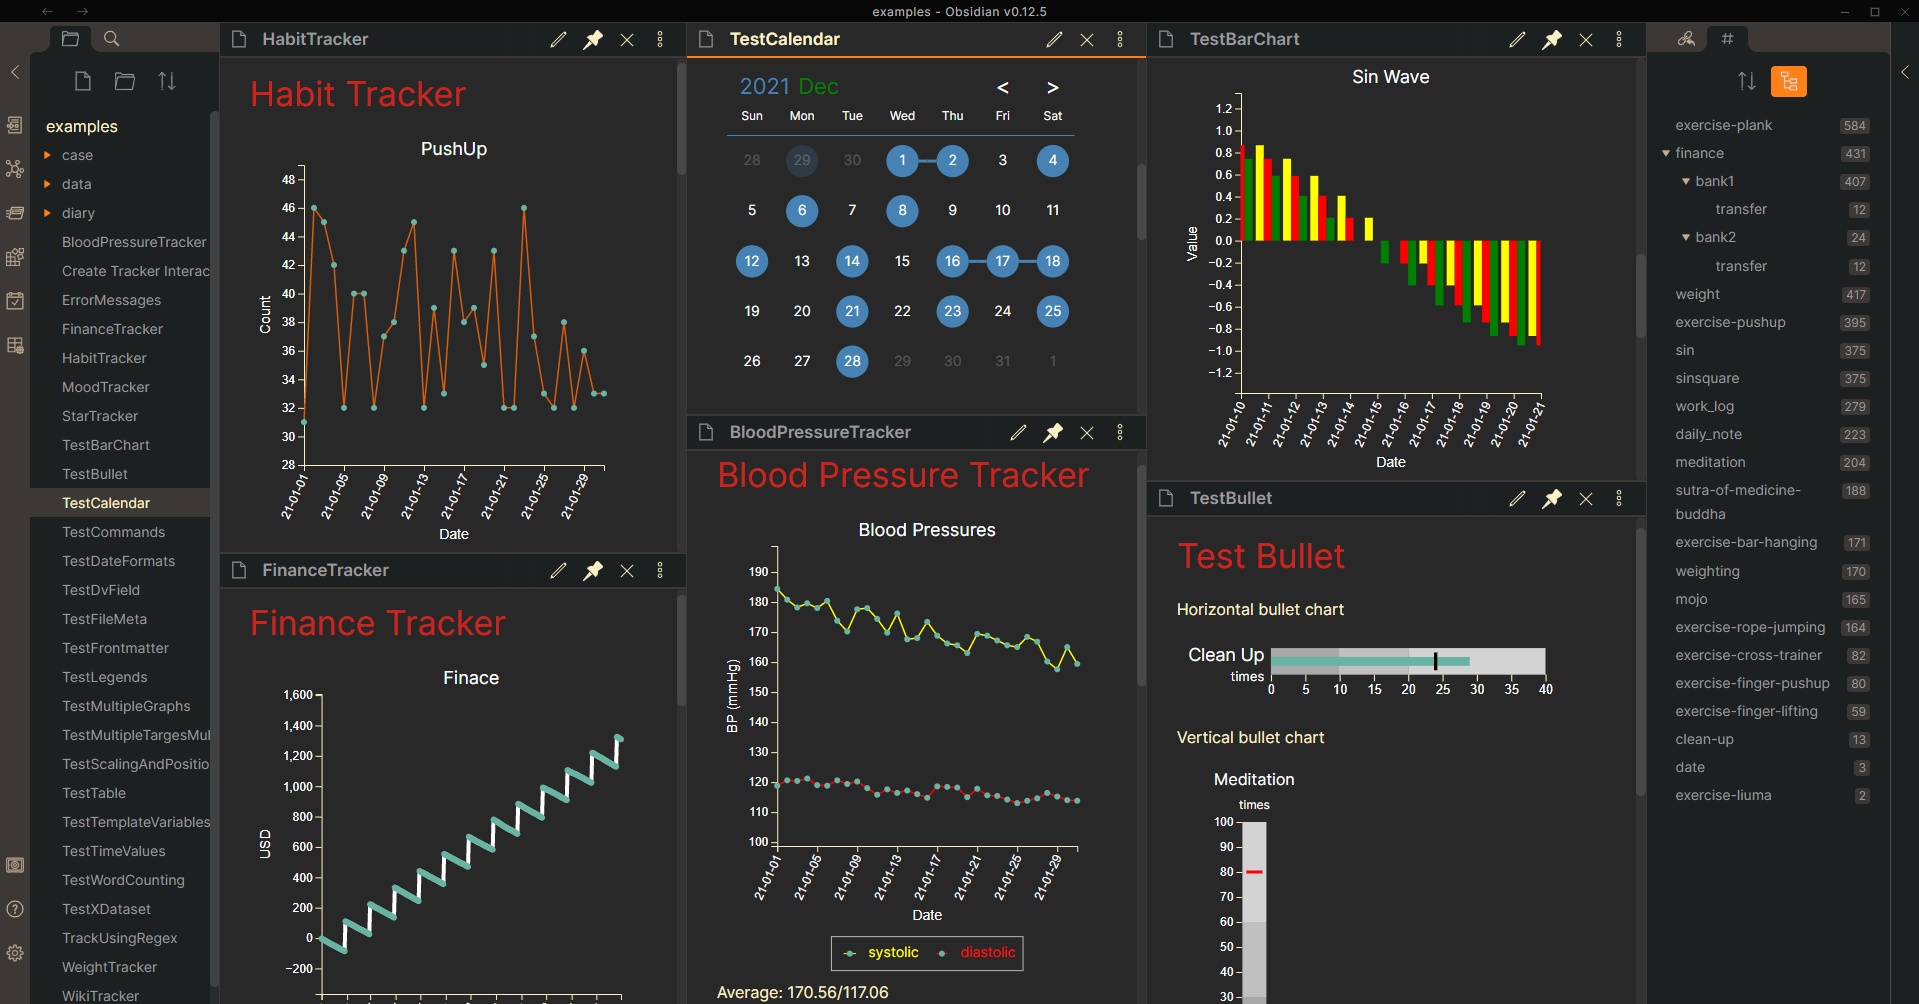 examples - Obsidian v0.12.5
examples
case
data
diary
BloodPressureTracker
Create Tracker Interac
ErrorMessages
FinanceTracker
HabitTracker
MoodTracker
StarTracker
TestBarChart
TestBullet
TestCalendar
TestCommands
TestDateFormats
TestDvField
TestFileMeta
TestFrontmatter
TestLegends
TestMultipleGraphs
TestMultipleTargesMul
TestScalingAndPositio
TestTable
TestTemplateVariables
TestTimeValues
TestWordCounting
TestXDataset
TrackUsingRegex
WeightTracker
WikiTracker
HabitTracker
Habit Tracker
PushUp
48
46
44
42
40
38
36
34
32
30
28
Count
21-01-01
21-01-05
21-01-09
21-01-13
21-01-17
21-01-21
21-01-25
21-01-29
Date
FinanceTracker
Finance Tracker
Finace
1,600
1,400
1,200
1,000
800
600
400
200
0
−200
USD
TestCalendar
2021 Dec < >
Sun Mon Tue Wed Thu Fri Sat
28 29 30 1 2 3 4
5 6 7 8 9 10 11
12 13 14 15 16 17 18
19 20 21 22 23 24 25
26 27 28 29 30 31 1
BloodPressureTracker
Blood Pressure Tracker
Blood Pressures
190
180
170
160
150
140
130
120
110
100
BP (mmHg)
21-01-01
21-01-05
21-01-09
21-01-13
21-01-17
21-01-21
21-01-25
21-01-29
Date
systolic diastolic
Average: 170.56/117.06
TestBarChart
Sin Wave
1.2
1.0
0.8
0.6
0.4
0.2
0.0
−0.2
−0.4
−0.6
−0.8
−1.0
−1.2
Value
21-01-10
21-01-11
21-01-12
21-01-13
21-01-14
21-01-15
21-01-16
21-01-17
21-01-18
21-01-19
21-01-20
21-01-21
Date
TestBullet
Test Bullet
Horizontal bullet chart
Clean Up
times
0 5 10 15 20 25 30 35 40
Vertical bullet chart
Meditation
times
100
90
80
70
60
50
40
30
exercise-plank 584
finance 431
bank1 407
transfer 12
bank2 24
transfer 12
weight 417
exercise-pushup 395
sin 375
sinsquare 375
work_log 279
daily_note 223
meditation 204
sutra-of-medicine- 188
buddha
exercise-bar-hanging 171
weighting 170
mojo 165
exercise-rope-jumping 164
exercise-cross-trainer 82
exercise-finger-pushup 80
exercise-finger-lifting 59
clean-up 13
date 3
exercise-liuma 2